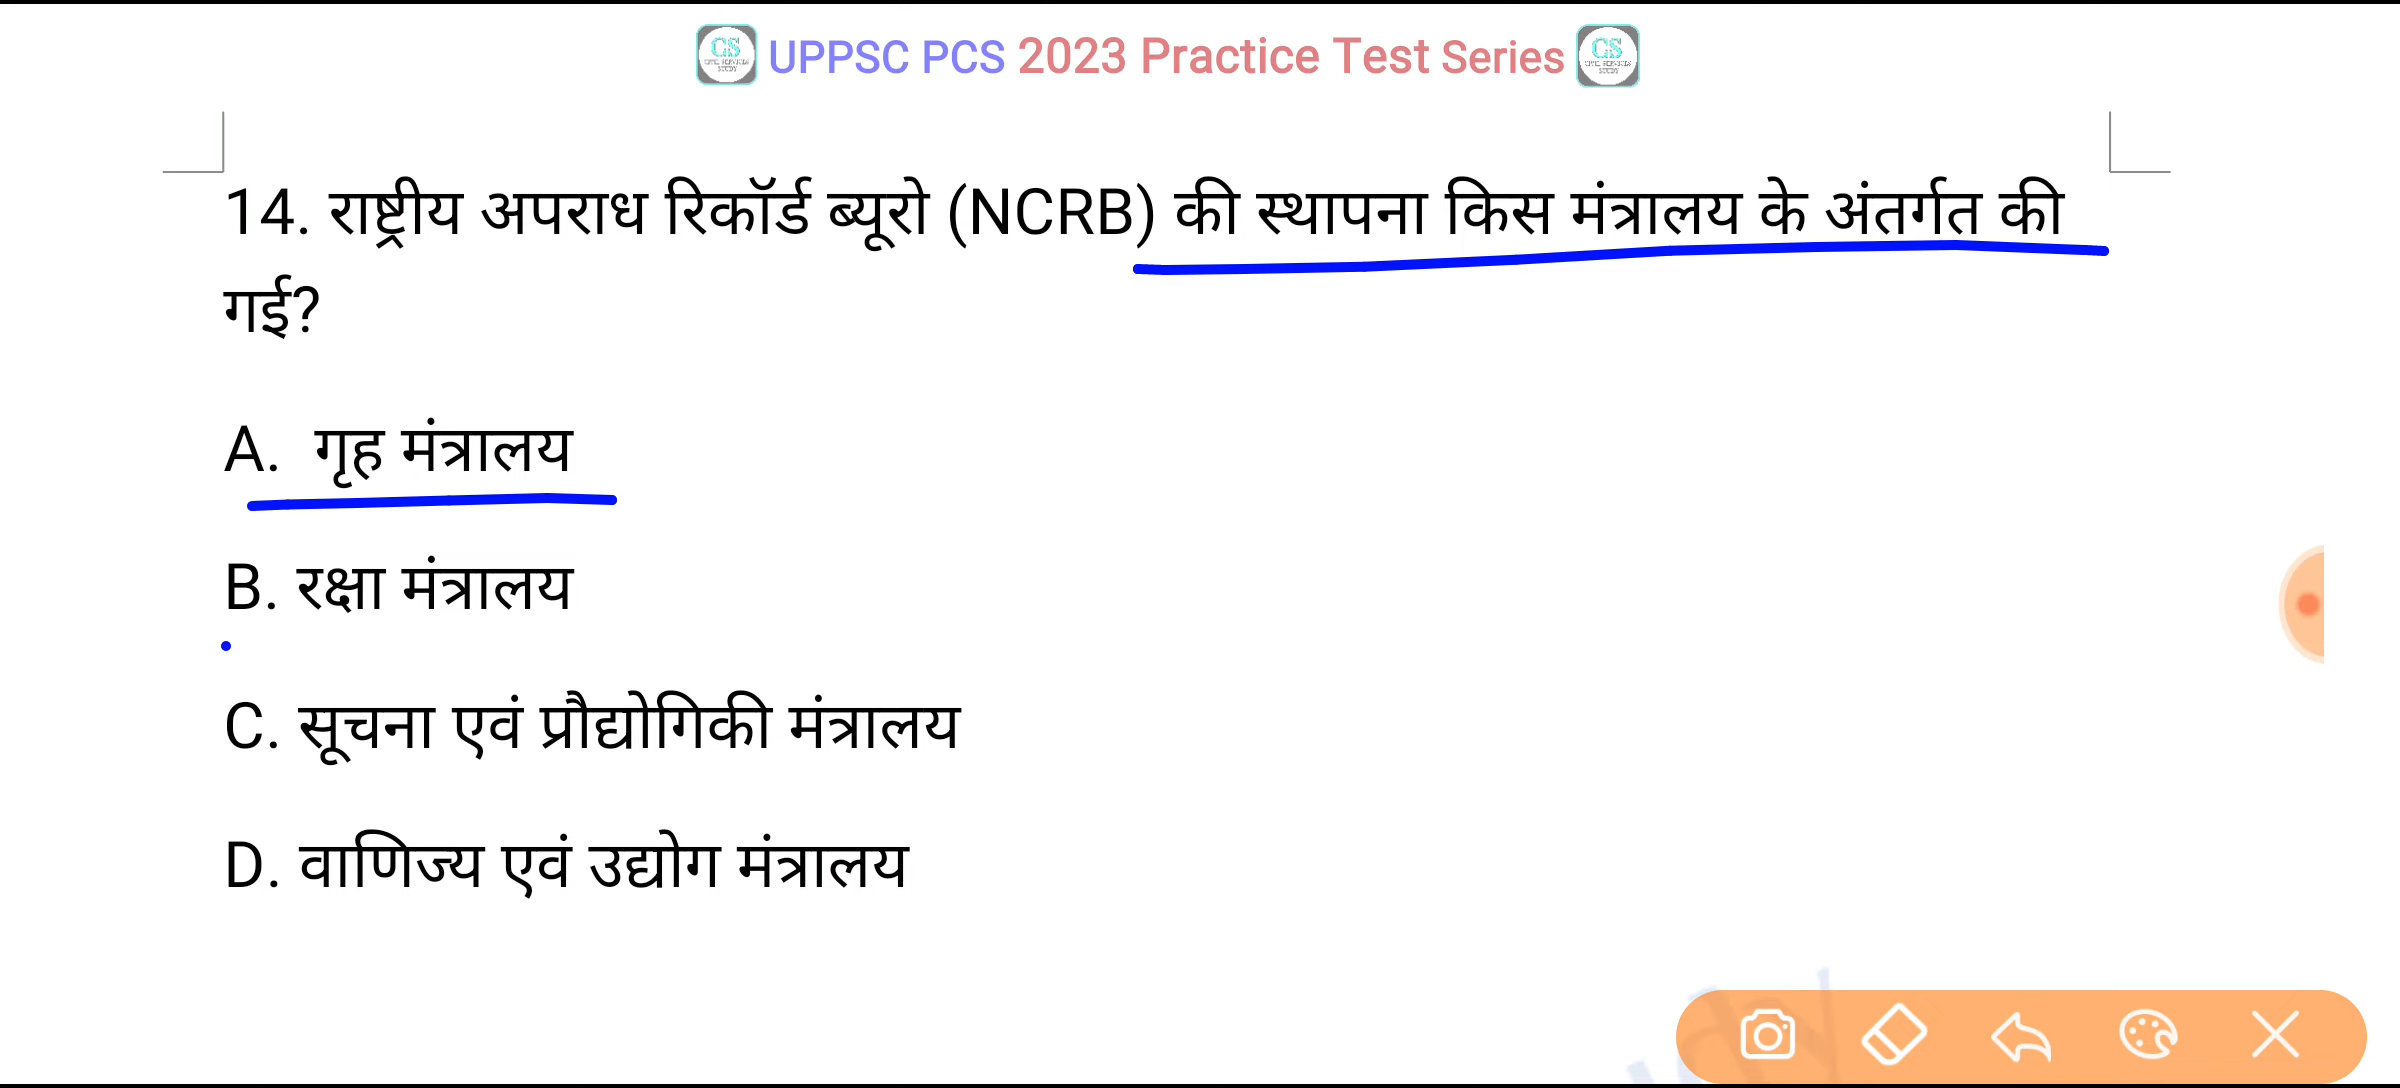 UPPSC PCS 2023 Practice Test Series
14. राष्ट्रीय अपराध रिकॉर्ड ब्यूरो (NCRB) की स्थापना किस मंत्रालय के अंतर्गत की
गई?
A. गृह मंत्रालय
B. रक्षा मंत्रालय
C. सूचना एवं प्रौद्योगिकी मंत्रालय
D. वाणिज्य एवं उद्योग मंत्रालय